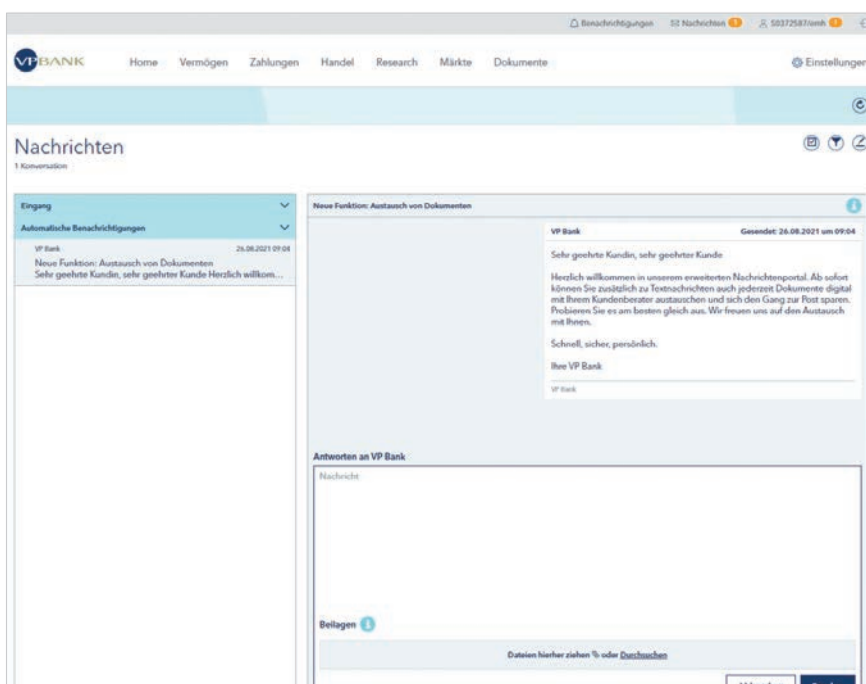 Benachrichtigungen Nachrichten 1
VP BANK Home Vermögen Zahlungen Handel Research Märkte Dokumente Einstellungen
Nachrichten
1 Konversation
Eingang
Automatische Benachrichtigungen
VP Bank 26.08.2021 09:04
Neue Funktion: Austausch von Dokumenten
Sehr geehrte Kundin, sehr geehrter Kunde Herzlich willkom...
Neue Funktion: Austausch von Dokumenten
VP Bank Gesendet: 26.08.2021 um 09:04
Sehr geehrte Kundin, sehr geehrter Kunde
Herzlich willkommen in unserem erweiterten Nachrichtenportal. Ab sofort
können Sie zusätzlich zu Textnachrichten auch jederzeit Dokumente digital
mit Ihrem Kundenberater austauschen und sich den Gang zur Post sparen.
Probieren Sie es am besten gleich aus. Wir freuen uns auf den Austausch
mit Ihnen.
Schnell, sicher, persönlich.
Ihre VP Bank
VP Bank
Antworten an VP Bank
Nachricht
Beilagen
Dateien hierher ziehen oder Durchsuchen